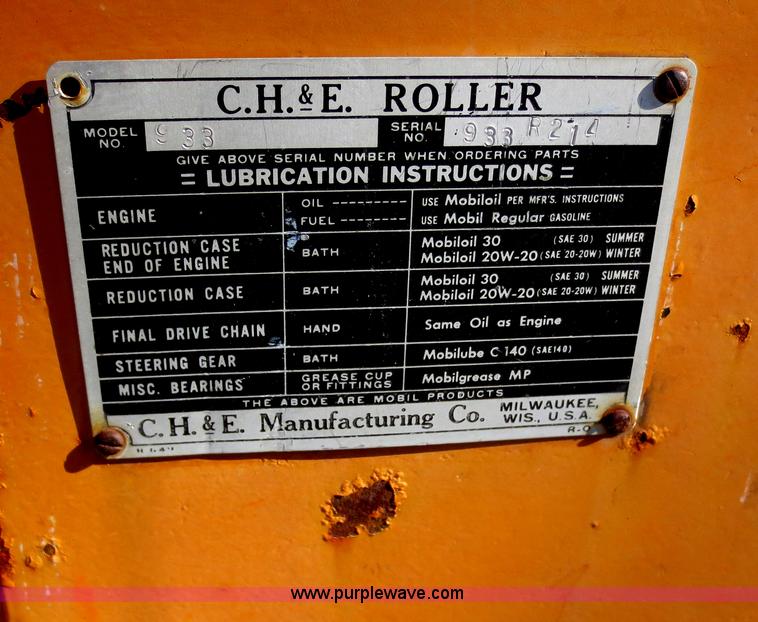 C.H. & E. ROLLER
MODEL NO. 933 SERIAL NO. 933 R 214
GIVE ABOVE SERIAL NUMBER WHEN ORDERING PARTS
= LUBRICATION INSTRUCTIONS =
ENGINE OIL --------- USE Mobiloil PER MFR'S. INSTRUCTIONS
FUEL --------- USE Mobil Regular GASOLINE
REDUCTION CASE END OF ENGINE BATH Mobiloil 30 (SAE 30) SUMMER
Mobiloil 20W-20 (SAE 20-20W) WINTER
REDUCTION CASE BATH Mobiloil 30 (SAE 30) SUMMER
Mobiloil 20W-20 (SAE 20-20W) WINTER
FINAL DRIVE CHAIN HAND Same Oil as Engine
STEERING GEAR BATH Mobilube C 140 (SAE140)
MISC. BEARINGS GREASE CUP OR FITTINGS Mobilgrease MP
THE ABOVE ARE MOBIL PRODUCTS
C.H. & E. Manufacturing Co. MILWAUKEE, WIS., U.S.A.
www.purplewave.com